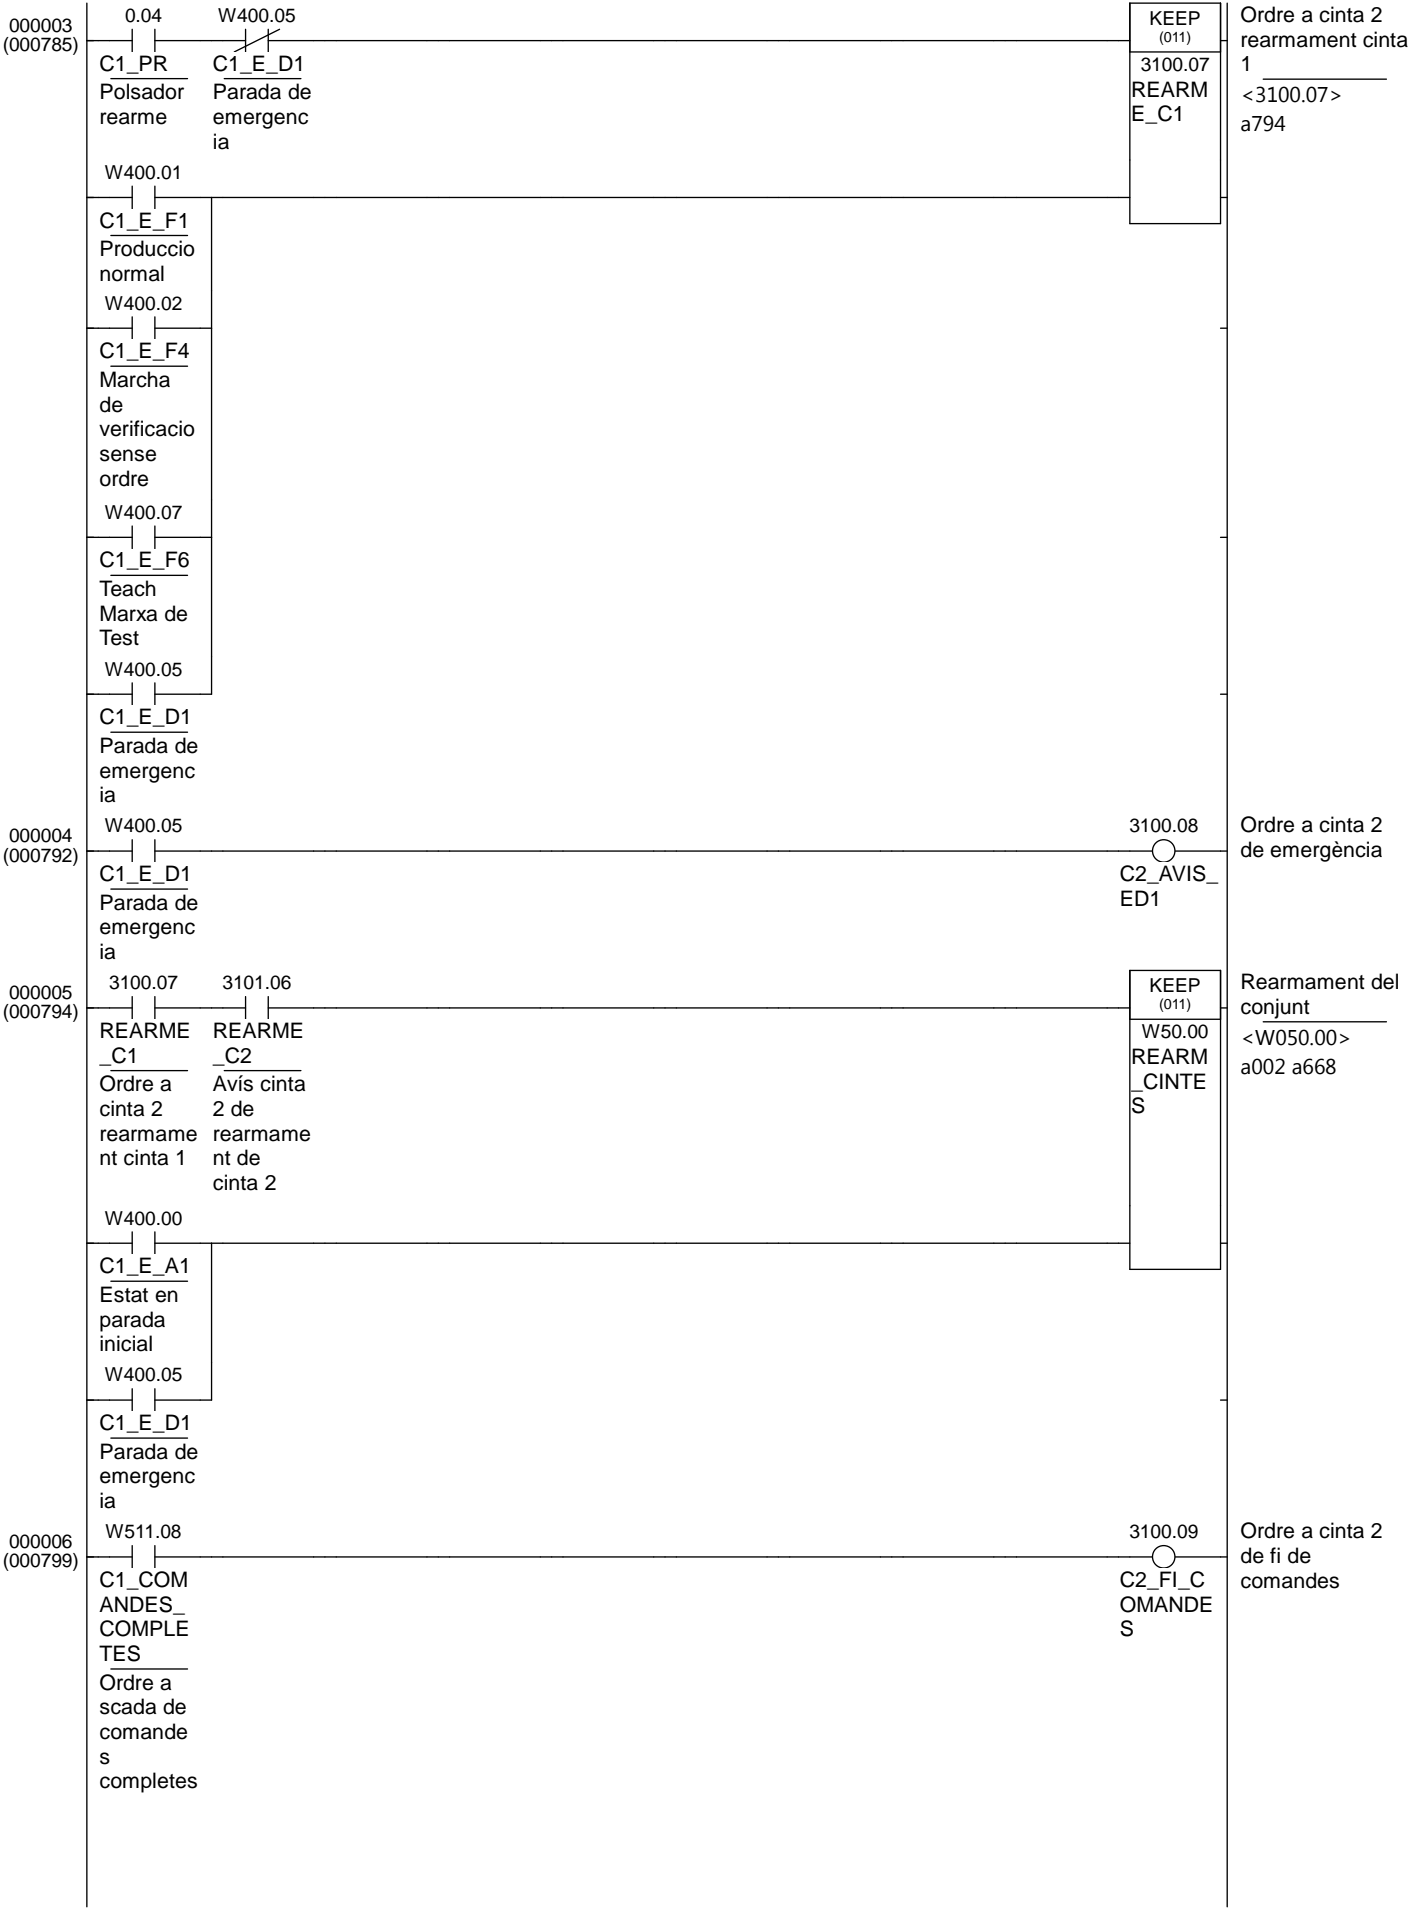 000003
(000785)
0.04
W400.05
C1_PR
C1_E_D1
Polsador
rearme
Parada de
emergenc
ia
KEEP
(011)
3100.07
REARM
E_C1
Ordre a cinta 2
rearmament cinta
1
<3100.07>
a794
W400.01
C1_E_F1
Produccio
normal
W400.02
C1_E_F4
Marcha
de
verificacio
sense
ordre
W400.07
C1_E_F6
Teach
Marxa de
Test
W400.05
C1_E_D1
Parada de
emergenc
ia
000004
(000792)
W400.05
C1_E_D1
Parada de
emergenc
ia
3100.08
C2_AVIS_
ED1
Ordre a cinta 2
de emergència
000005
(000794)
3100.07
3101.06
REARME
_C1
REARME
_C2
Ordre a
cinta 2
rearmame
nt cinta 1
Avís cinta
2 de
rearmame
nt de
cinta 2
KEEP
(011)
W50.00
REARM
_CINTE
S
Rearmament del
conjunt
<W050.00>
a002 a668
W400.00
C1_E_A1
Estat en
parada
inicial
W400.05
C1_E_D1
Parada de
emergenc
ia
000006
(000799)
W511.08
C1_COM
ANDES_
COMPLE
TES
Ordre a
scada de
comande
s
completes
3100.09
C2_FI_C
OMANDE
S
Ordre a cinta 2
de fi de
comandes